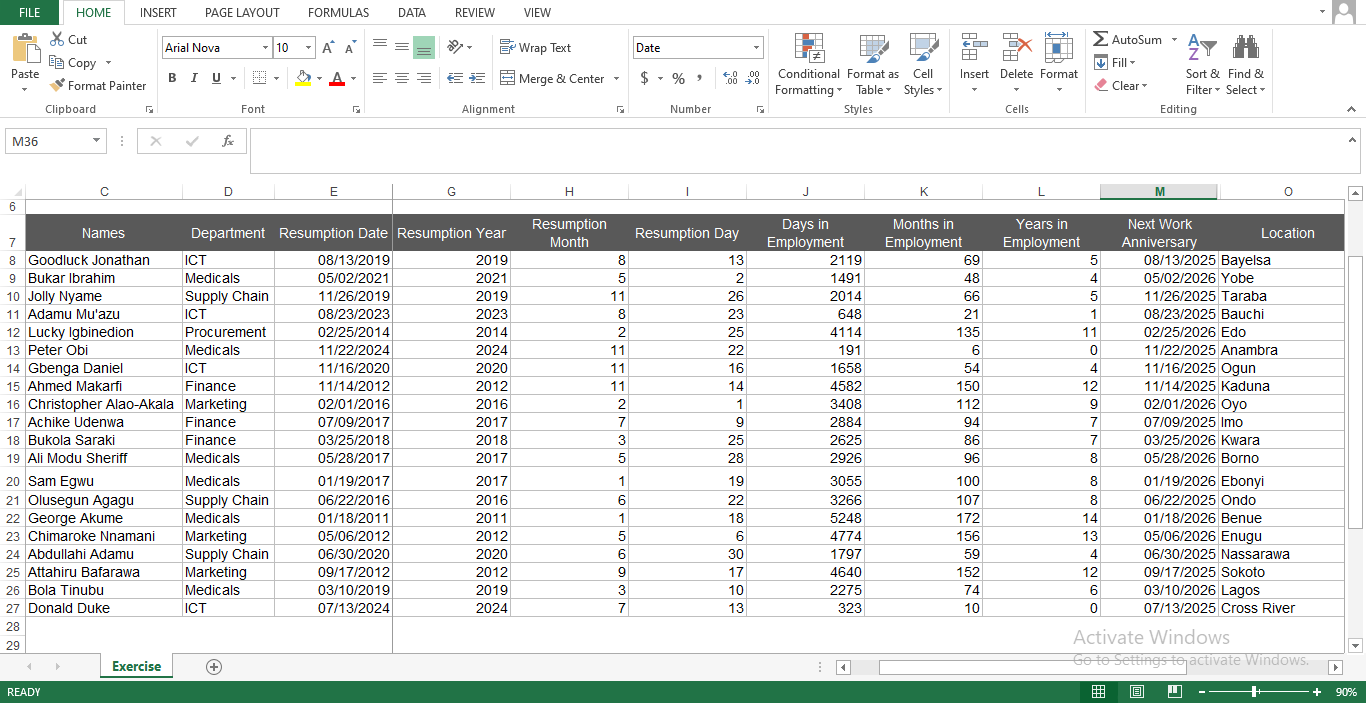 FILE HOME INSERT PAGE LAYOUT FORMULAS DATA REVIEW VIEW
Cut
Copy
Format Painter
Paste
Clipboard
Arial Nova 10 A A
B I U A
Font
Wrap Text
Merge & Center
Alignment
Date
$ % , .0 .00
Number
Conditional Formatting
Format as Table
Cell Styles
Styles
Insert Delete Format
Cells
AutoSum
Fill
Clear
Sort & Filter
Find & Select
Editing
M36 fx
C D E G H I J K L M O
6
7 Names Department Resumption Date Resumption Year Resumption Month Resumption Day Days in Employment Months in Employment Years in Employment Next Work Anniversary Location
8 Goodluck Jonathan ICT 08/13/2019 2019 8 13 2119 69 5 08/13/2025 Bayelsa
9 Bukar Ibrahim Medicals 05/02/2021 2021 5 2 1491 48 4 05/02/2026 Yobe
10 Jolly Nyame Supply Chain 11/26/2019 2019 11 26 2014 66 5 11/26/2025 Taraba
11 Adamu Mu'azu ICT 08/23/2023 2023 8 23 648 21 1 08/23/2025 Bauchi
12 Lucky Igbinedion Procurement 02/25/2014 2014 2 25 4114 135 11 02/25/2026 Edo
13 Peter Obi Medicals 11/22/2024 2024 11 22 191 6 0 11/22/2025 Anambra
14 Gbenga Daniel ICT 11/16/2020 2020 11 16 1658 54 4 11/16/2025 Ogun
15 Ahmed Makarfi Finance 11/14/2012 2012 11 14 4582 150 12 11/14/2025 Kaduna
16 Christopher Alao-Akala Marketing 02/01/2016 2016 2 1 3408 112 9 02/01/2026 Oyo
17 Achike Udenwa Finance 07/09/2017 2017 7 9 2884 94 7 07/09/2025 Imo
18 Bukola Saraki Finance 03/25/2018 2018 3 25 2625 86 7 03/25/2026 Kwara
19 Ali Modu Sheriff Medicals 05/28/2017 2017 5 28 2926 96 8 05/28/2026 Borno
20 Sam Egwu Medicals 01/19/2017 2017 1 19 3055 100 8 01/19/2026 Ebonyi
21 Olusegun Agagu Supply Chain 06/22/2016 2016 6 22 3266 107 8 06/22/2025 Ondo
22 George Akume Medicals 01/18/2011 2011 1 18 5248 172 14 01/18/2026 Benue
23 Chimaroke Nnamani Marketing 05/06/2012 2012 5 6 4774 156 13 05/06/2026 Enugu
24 Abdullahi Adamu Supply Chain 06/30/2020 2020 6 30 1797 59 4 06/30/2025 Nassarawa
25 Attahiru Bafarawa Marketing 09/17/2012 2012 9 17 4640 152 12 09/17/2025 Sokoto
26 Bola Tinubu Medicals 03/10/2019 2019 3 10 2275 74 6 03/10/2026 Lagos
27 Donald Duke ICT 07/13/2024 2024 7 13 323 10 0 07/13/2025 Cross River
28
29
Activate Windows
Go to Settings to activate Windows.
Exercise
READY 90%